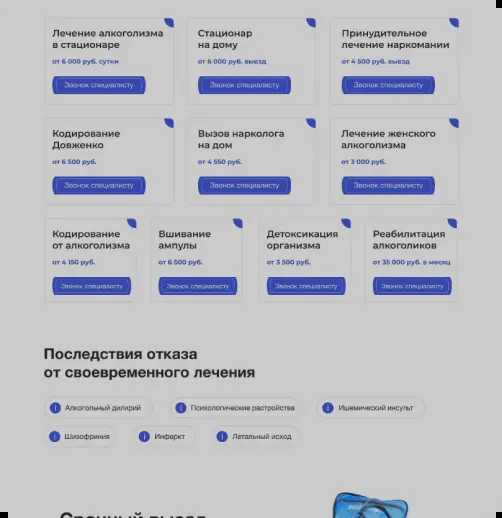 Лечение алкоголизма
в стационаре
от 6 000 руб. сутки
Звонок специалисту
Стационар
на дому
от 6 000 руб. выезд
Звонок специалисту
Принудительное
лечение наркомании
от 4 500 руб. выезд
Звонок специалисту
Кодирование
Довженко
от 6 500 руб.
Звонок специалисту
Вызов нарколога
на дом
от 4 550 руб.
Звонок специалисту
Лечение женского
алкоголизма
от 3 000 руб.
Звонок специалисту
Кодирование
от алкоголизма
от 4 150 руб.
Звонок специалисту
Вшивание
ампулы
от 6 500 руб.
Звонок специалисту
Детоксикация
организма
от 3 500 руб.
Звонок специалисту
Реабилитация
алкоголиков
от 35 000 руб. в месяц
Звонок специалисту
Последствия отказа
от своевременного лечения
i Алкогольный дилирий
i Психологические растройства
i Ишемический инсульт
i Шизофриния
i Инфаркт
i Летальный исход
Срочный выезд